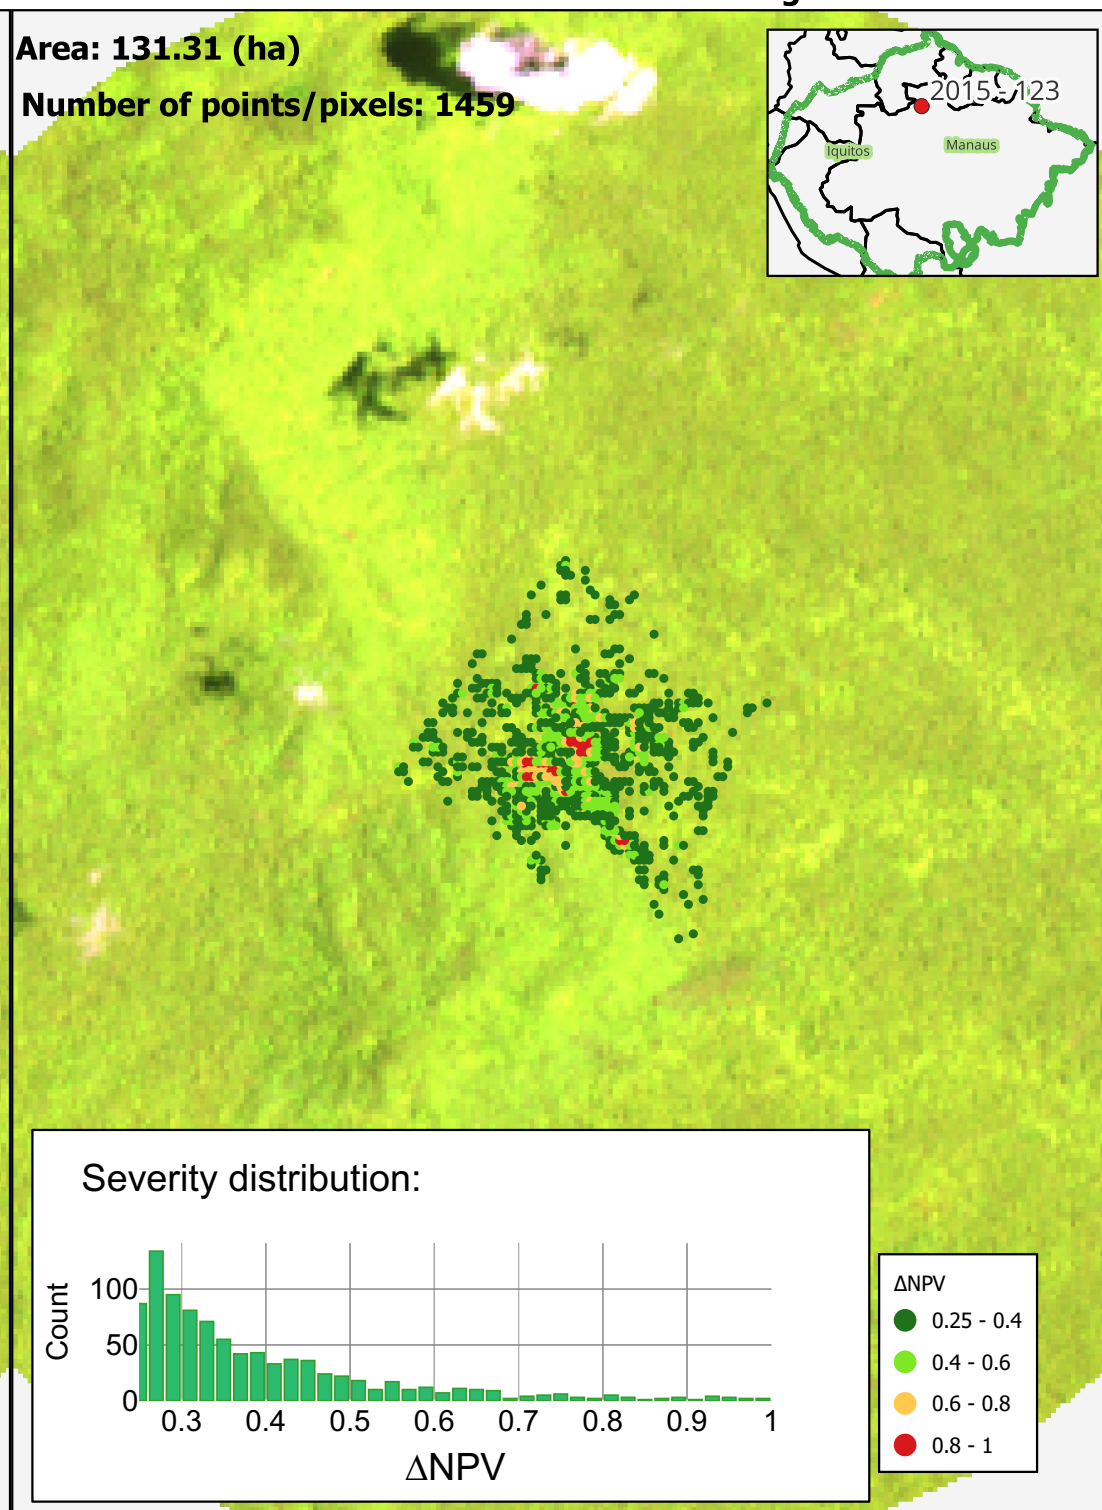 Area: 131.31 (ha)
Number of points/pixels: 1459
2015 - 123
Iquitos
Manaus
Severity distribution:
Count
100
50
0
0.3 0.4 0.5 0.6 0.7 0.8 0.9 1
ΔNPV
ΔNPV
0.25 - 0.4
0.4 - 0.6
0.6 - 0.8
0.8 - 1